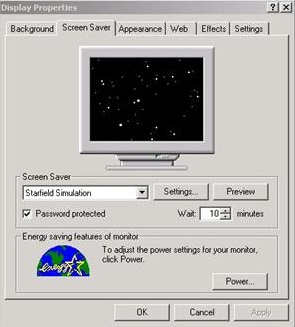 Display Properties
Background Screen Saver Appearance Web Effects Settings
Screen Saver
Starfield Simulation Settings... Preview
Password protected Wait: 10 minutes
Energy saving features of monitor
To adjust the power settings for your monitor,
click Power.
energy
Power...
OK Cancel Apply